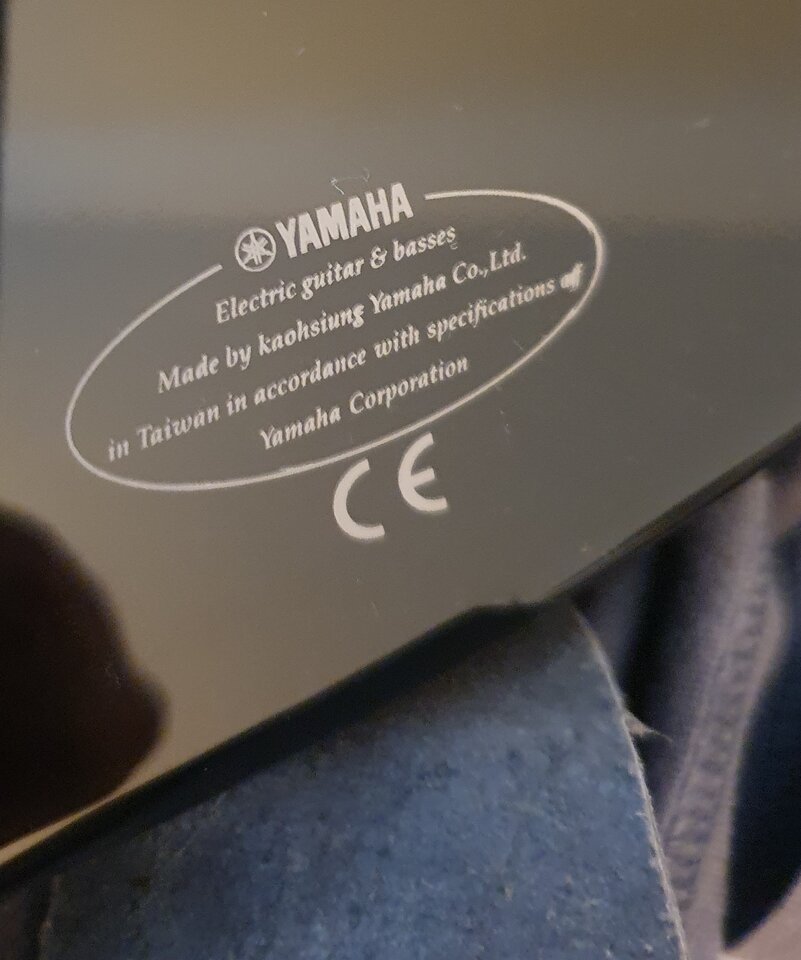 YAMAHA
Electric guitar & basses
Made by kaohsiung Yamaha Co.,Ltd.
in Taiwan in accordance with specifications of
Yamaha Corporation
CE